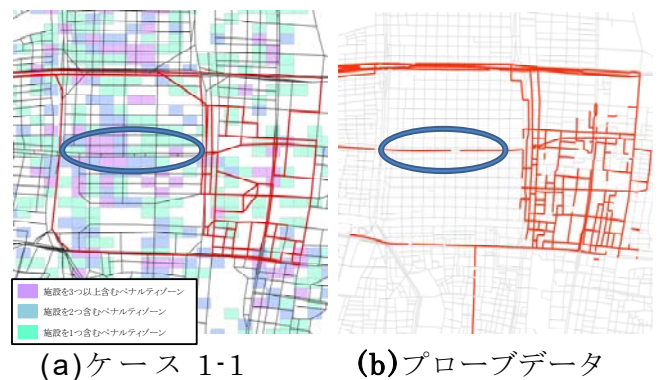 施設を3つ以上含むペナルティゾーン
施設を2つ含むペナルティゾーン
施設を1つ含むペナルティゾーン
(a)ケース 1-1
(b)プローブデータ